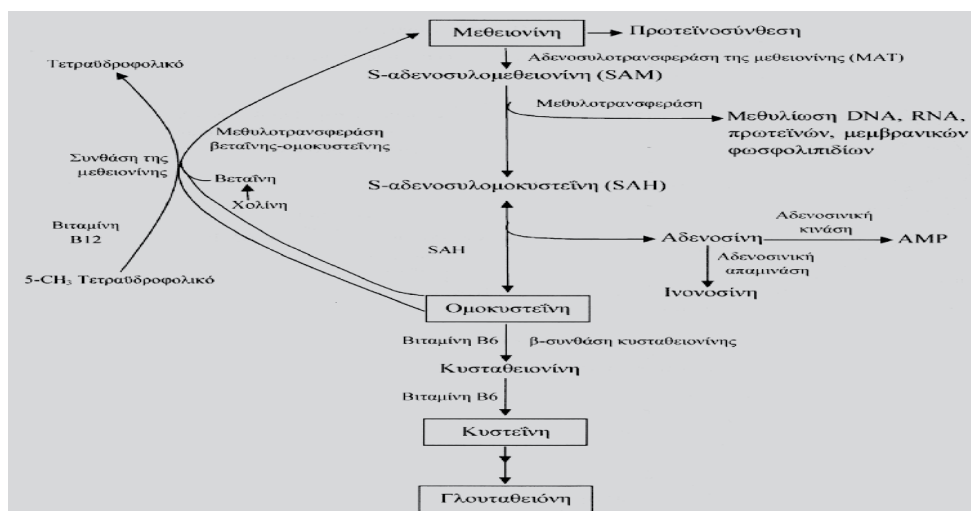 Μεθειονίνη
Πρωτεϊνοσύνθεση
Τετραϋδροφολικό
Αδενοσυλοτρανσφεράση της μεθειονίνης (MAT)
S-αδενοσυλομεθειονίνη (SAM)
Μεθυλοτρανσφεράση
Μεθυλίωση DNA, RNA,
πρωτεϊνών, μεμβρανικών
φωσφολιπιδίων
Μεθυλοτρανσφεράση
βεταΐνης-ομοκυστεΐνης
Συνθάση της
μεθειονίνης
Βεταΐνη
Χολίνη
S-αδενοσυλομοκυστεΐνη (SAH)
Βιταμίνη
B12
SAH
Αδενοσίνη
Αδενοσινική
κινάση
AMP
Αδενοσινική
απαμινάση
5-CH₃ Τετραϋδροφολικό
Ινονοσίνη
Ομοκυστεΐνη
Βιταμίνη B6
β-συνθάση κυσταθειονίνης
Κυσταθειονίνη
Βιταμίνη B6
Κυστεΐνη
Γλουταθειόνη